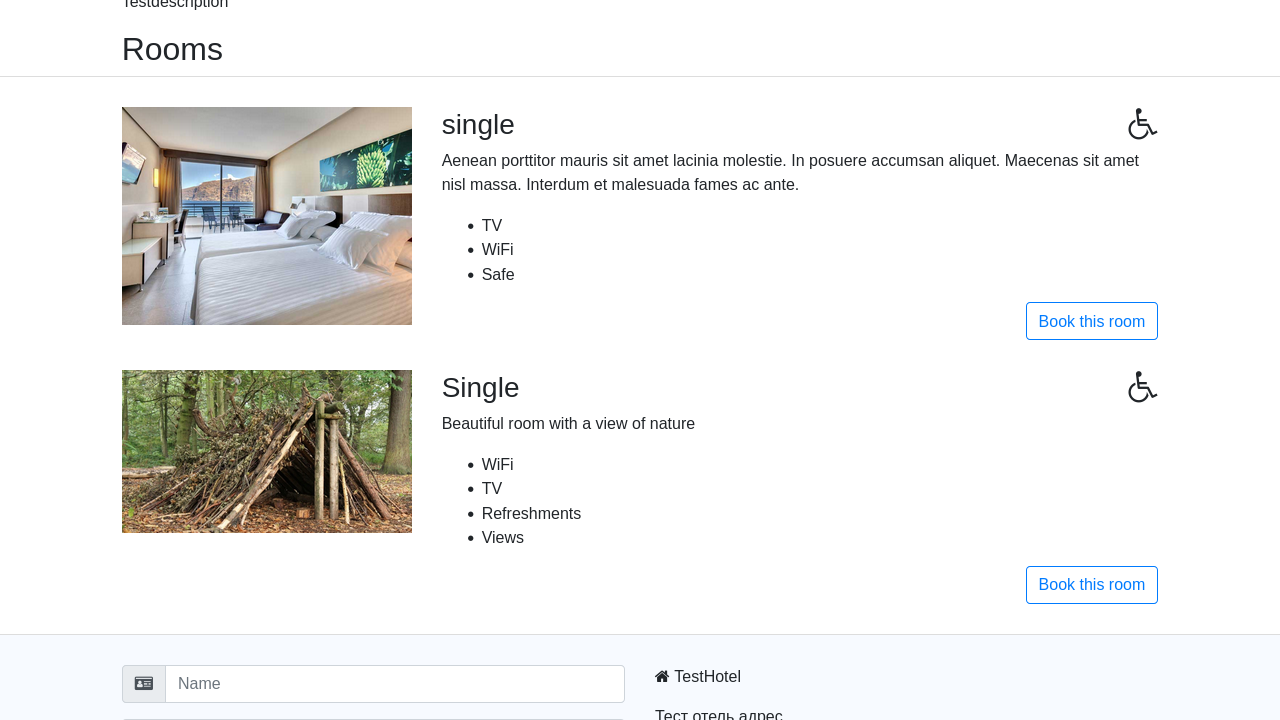 Testdescription
Rooms
single
Aenean porttitor mauris sit amet lacinia molestie. In posuere accumsan aliquet. Maecenas sit amet
nisl massa. Interdum et malesuada fames ac ante.
TV
WiFi
Safe
Book this room
Single
Beautiful room with a view of nature
WiFi
TV
Refreshments
Views
Book this room
Name
TestHotel
Тест отель адрес